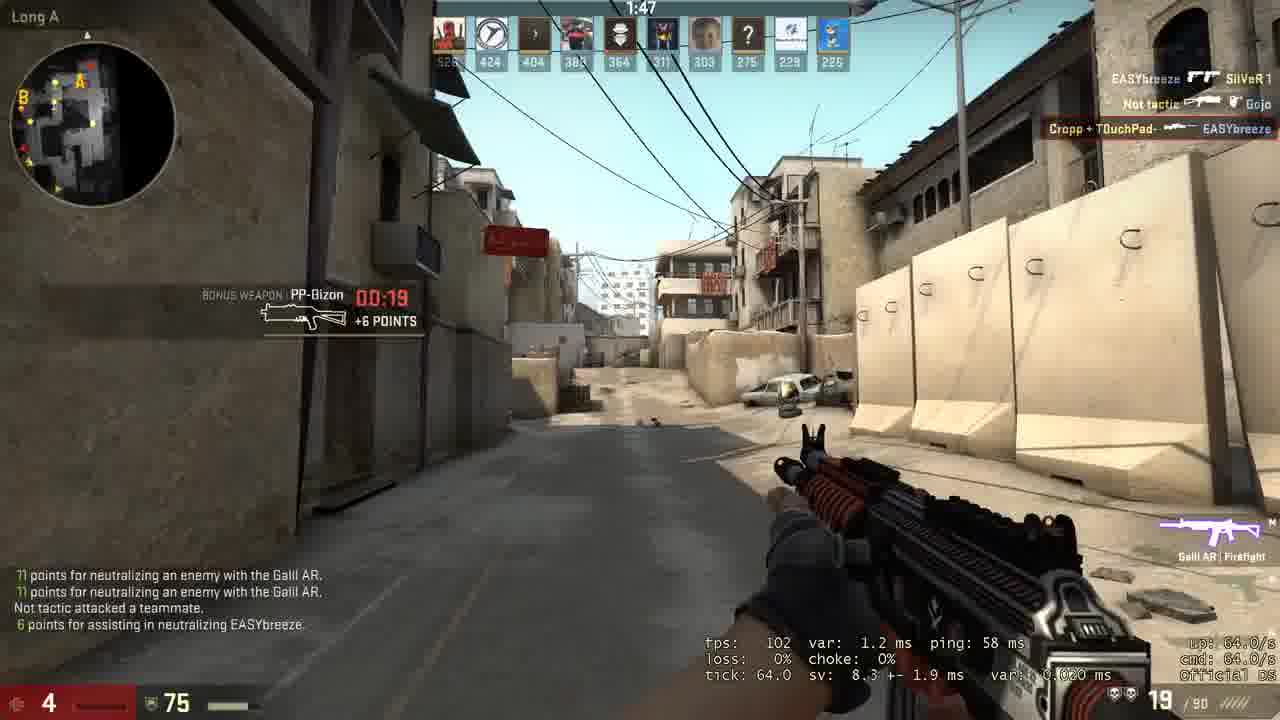 Long A
1:47
526 424 404 383 364 311 303 275 229 225
?
A
B
EASYbreeze SilVeR 1
Not tactic Gojo
Cropp + T0uchPad- EASYbreeze
BONUS WEAPON: PP-Bizon 00:19
+6 POINTS
Galil AR | Firefight
11 points for neutralizing an enemy with the Galil AR.
11 points for neutralizing an enemy with the Galil AR.
Not tactic attacked a teammate.
6 points for assisting in neutralizing EASYbreeze.
fps: 102 var: 1.2 ms ping: 58 ms
loss: 0% choke: 0%
tick: 64.0 sv: 8.3 +- 1.9 ms var: 0.020 ms
up: 64.0/s
cmd: 64.0/s
official DS
4 75
19 / 90